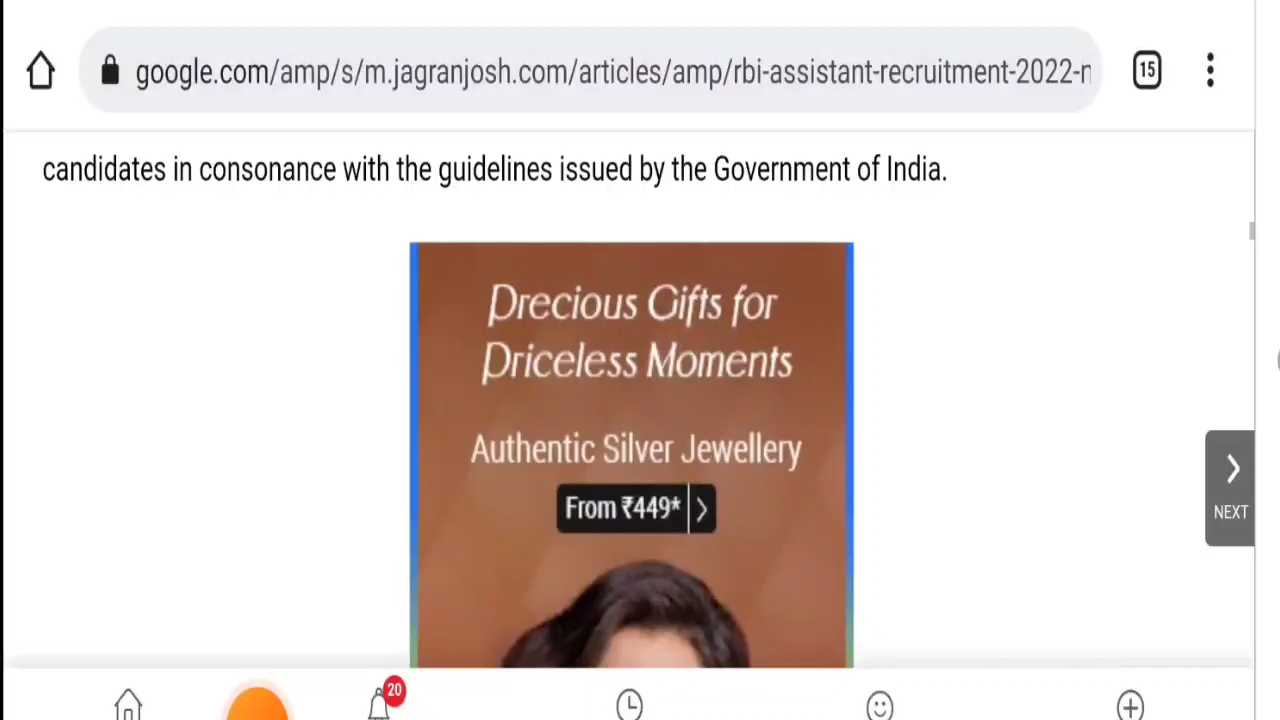 google.com/amp/s/m.jagranjosh.com/articles/amp/rbi-assistant-recruitment-2022-n
15
candidates in consonance with the guidelines issued by the Government of India.
Precious Gifts for
Priceless Moments
Authentic Silver Jewellery
From ₹449*
NEXT
20